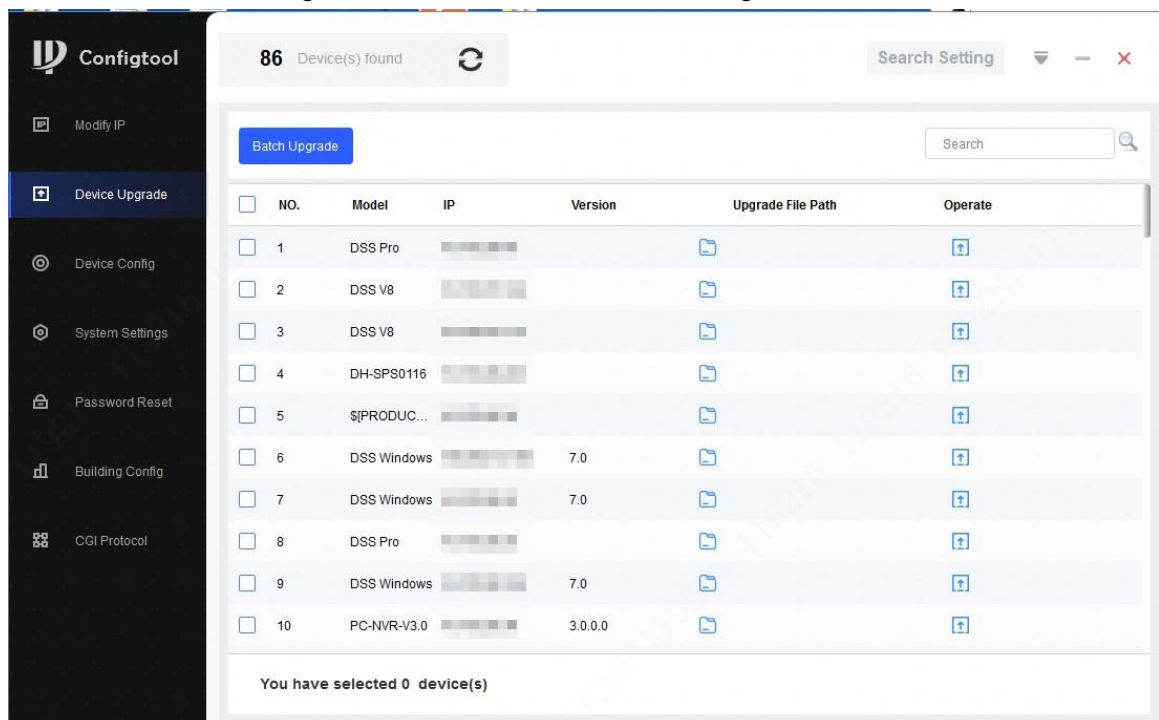 Configtool
86 Device(s) found
Search Setting
Modify IP
Device Upgrade
Device Config
System Settings
Password Reset
Building Config
CGI Protocol
Batch Upgrade
Search
NO. Model IP Version Upgrade File Path Operate
1 DSS Pro
2 DSS V8
3 DSS V8
4 DH-SPS0116
5 $[PRODUC...
6 DSS Windows 7.0
7 DSS Windows 7.0
8 DSS Pro
9 DSS Windows 7.0
10 PC-NVR-V3.0 3.0.0.0
You have selected 0 device(s)